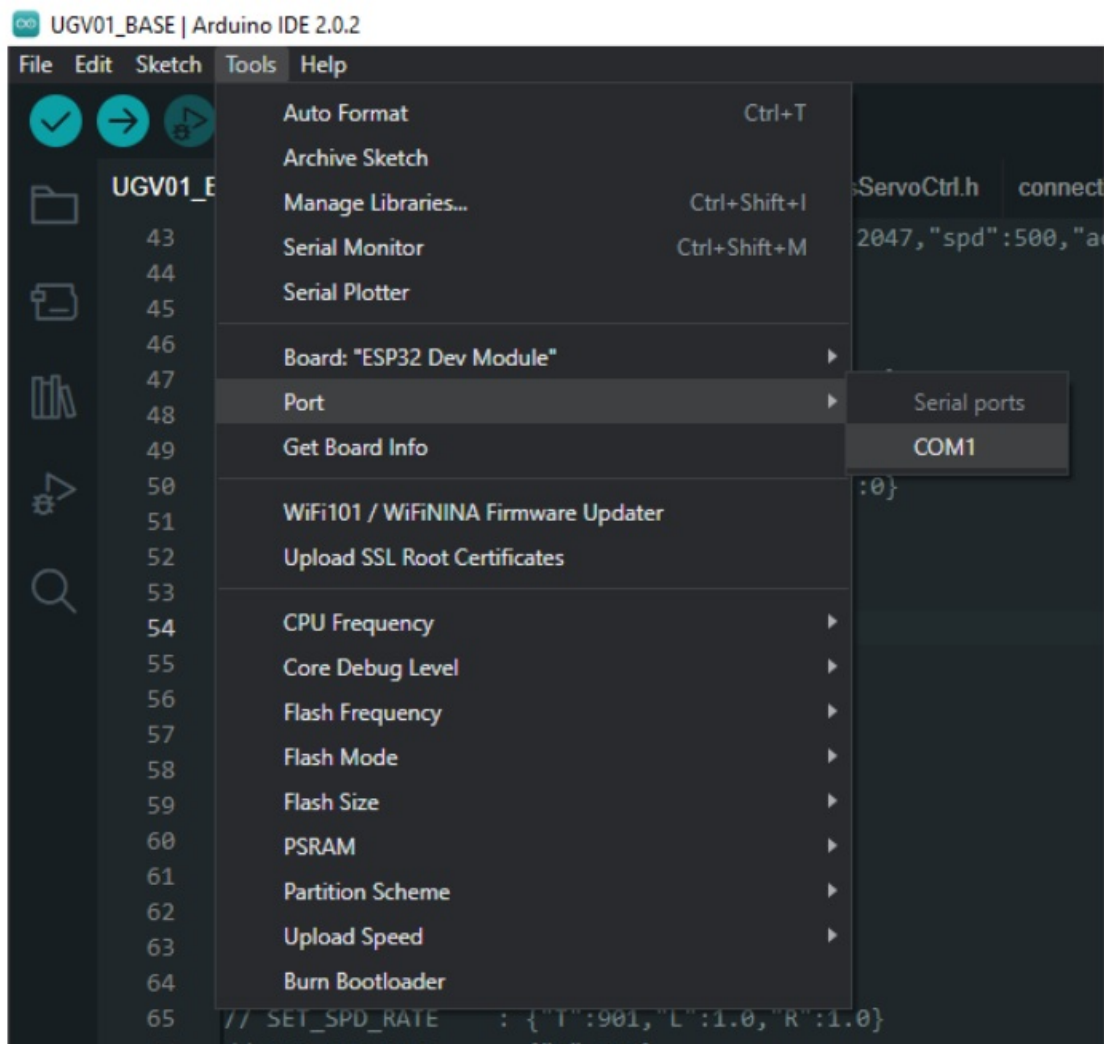 UGV01_BASE | Arduino IDE 2.0.2
File Edit Sketch Tools Help
Auto Format Ctrl+T
Archive Sketch
UGV01_B sServoCtrl.h connect
Manage Libraries... Ctrl+Shift+I
43 2047,"spd":500,"ac
Serial Monitor Ctrl+Shift+M
44
Serial Plotter
45
46
Board: "ESP32 Dev Module"
47
Port Serial ports
48
Get Board Info COM1
49
50 :0}
WiFi101 / WiFiNINA Firmware Updater
51
Upload SSL Root Certificates
52
53
CPU Frequency
54
Core Debug Level
55
56
Flash Frequency
57
Flash Mode
58
Flash Size
59
60
PSRAM
61
Partition Scheme
62
Upload Speed
63
Burn Bootloader
64
65 // SET_SPD_RATE : {"T":901,"L":1.0,"R":1.0}